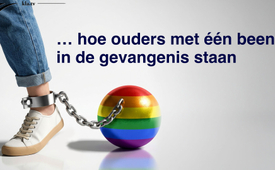 … hoe ouders met één been
in de gevangenis staan